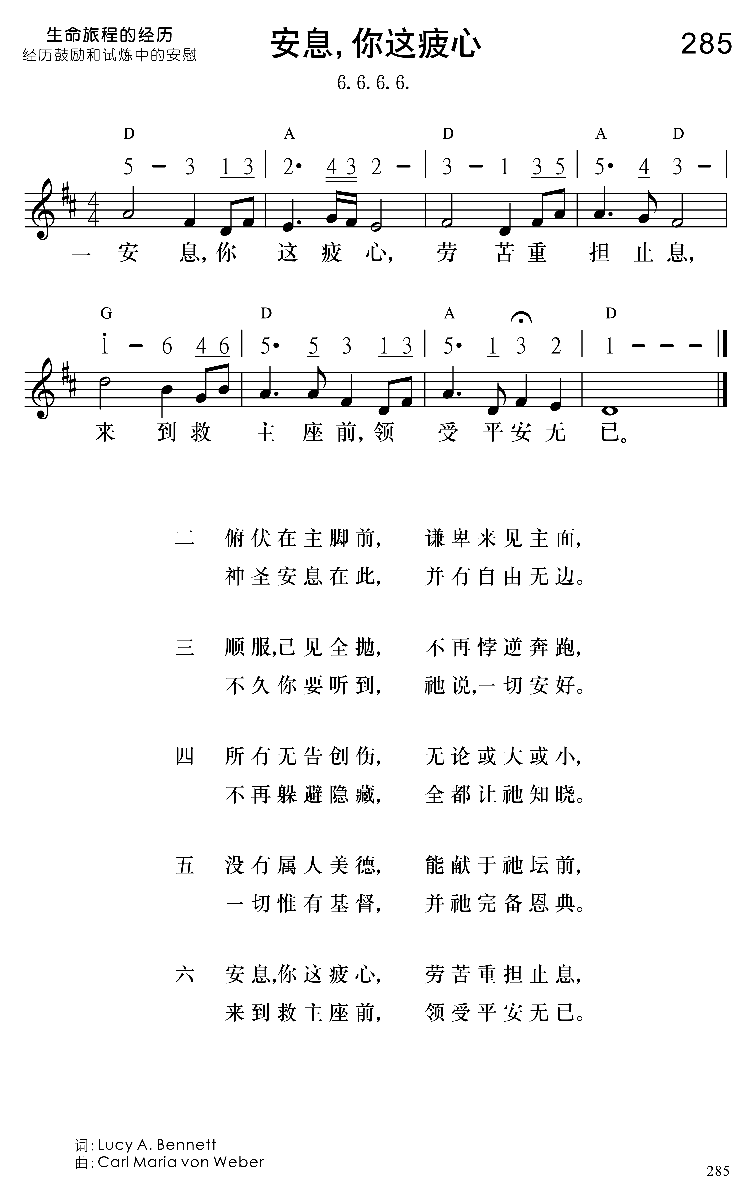 生命旅程的经历
经历鼓励和试炼中的安慰
安息,你这疲心
285
6. 6. 6. 6.
D A D A D
5 - 3 1 3 | 2· 4 3 2 - | 3 - 1 3 5 | 5· 4 3 - |
4/4
一 安 息,你 这 疲 心, 劳 苦 重 担 止 息,
G D A D
1 - 6 4 6 | 5· 5 3 1 3 | 5· 1 3 2 | 1 - - - ‖
来 到 救 主 座 前,领 受 平 安 无 已。
二 俯伏在主脚前, 谦卑来见主面,
神圣安息在此, 并有自由无边。
三 顺服,己见全抛, 不再悖逆奔跑,
不久你要听到, 祂说,一切安好。
四 所有无告创伤, 无论或大或小,
不再躲避隐藏, 全都让祂知晓。
五 没有属人美德, 能献于祂坛前,
一切惟有基督, 并祂完备恩典。
六 安息,你这疲心, 劳苦重担止息,
来到救主座前, 领受平安无已。
词: Lucy A. Bennett
曲: Carl Maria von Weber
285